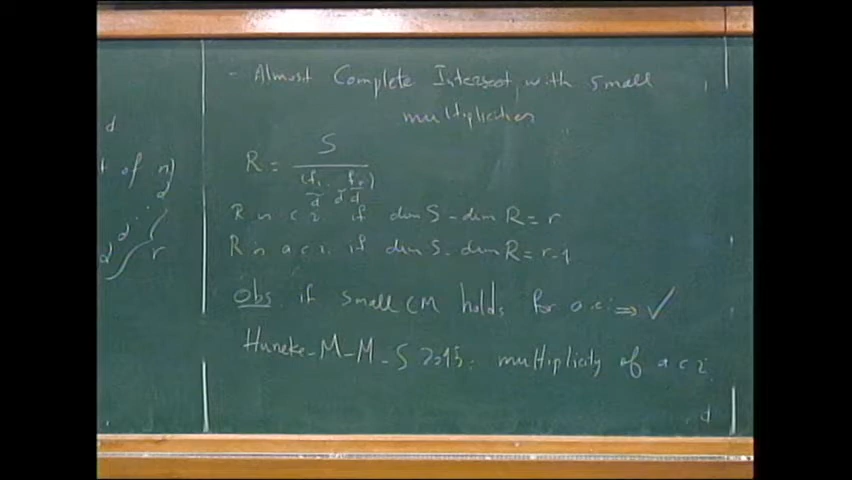 d
of n)
d
d
d
r
- Almost Complete Intersect, with small
multiplicities
R = S
(f₁ ... fᵣ)
d d d
R is c i if dim S - dim R = r
R is a c i. if dim S - dim R = r-1
Obs. if small CM holds for a.c.i ⇒ ✓
Huneke-M-M-S 2015: multiplicity of a c i
d